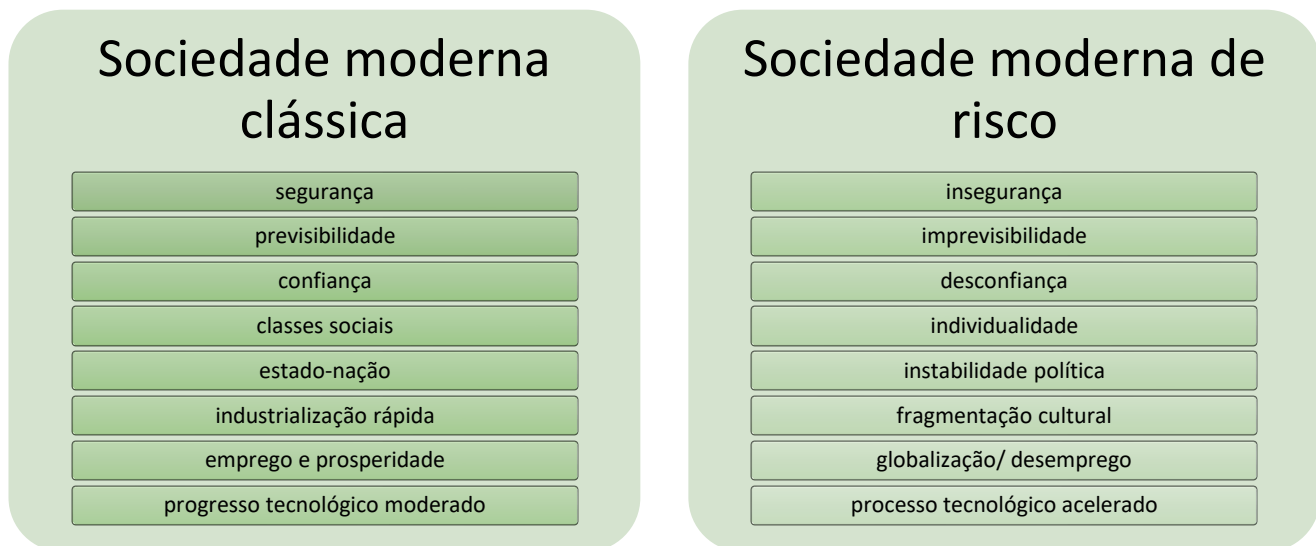 Sociedade moderna
clássica
segurança
previsibilidade
confiança
classes sociais
estado-nação
industrialização rápida
emprego e prosperidade
progresso tecnológico moderado
Sociedade moderna de
risco
insegurança
imprevisibilidade
desconfiança
individualidade
instabilidade política
fragmentação cultural
globalização/ desemprego
processo tecnológico acelerado